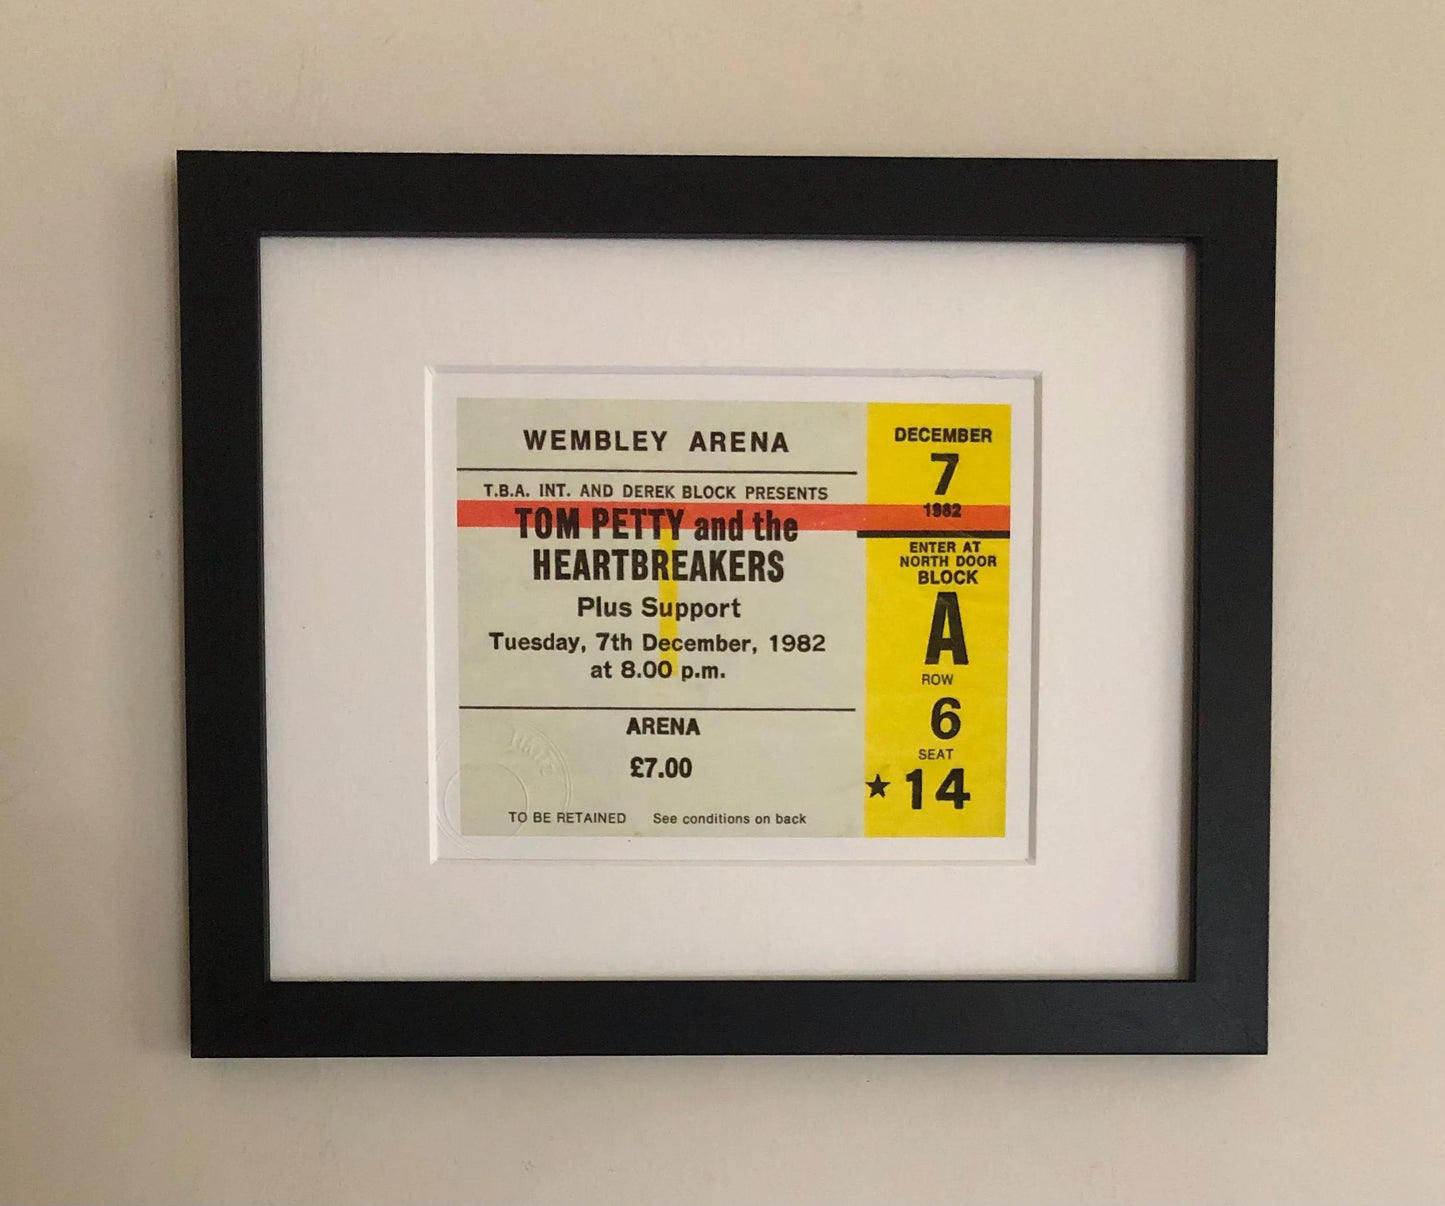 WEMBLEY ARENA
T.B.A. INT. AND DEREK BLOCK PRESENTS
TOM PETTY and the
HEARTBREAKERS
Plus Support
Tuesday, 7th December, 1982
at 8.00 p.m.
ARENA
£7.00
TO BE RETAINED See conditions on back
DECEMBER
7
1982
ENTER AT
NORTH DOOR
BLOCK
A
ROW
6
SEAT
★ 14